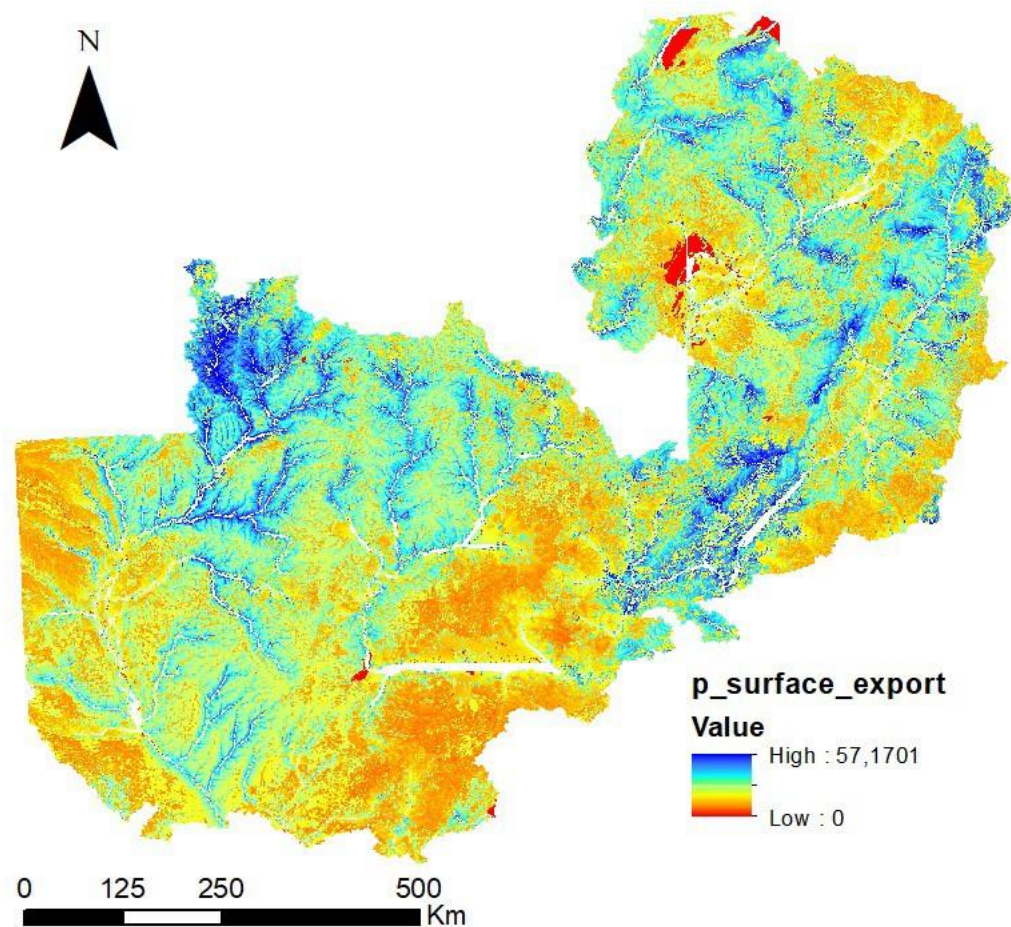 N
p_surface_export
Value
High : 57,1701
Low : 0
0 125 250 500
Km